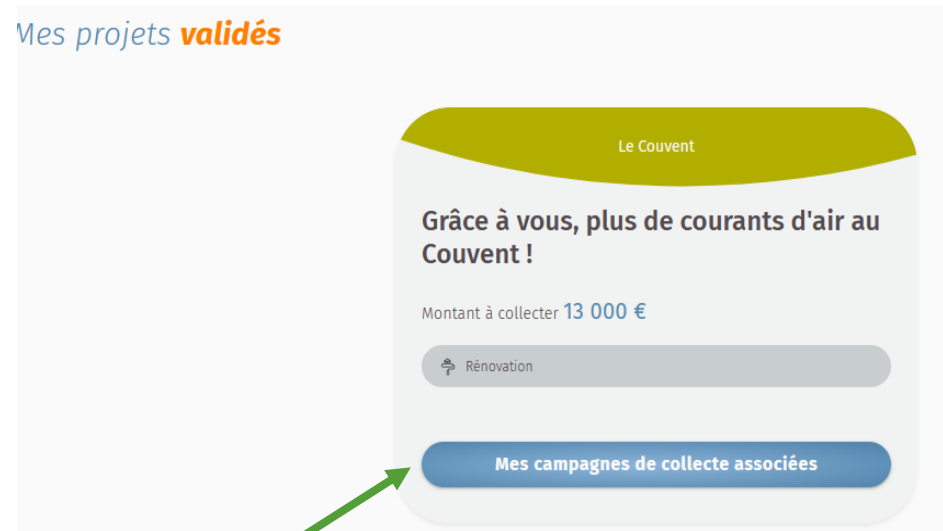 Mes projets validés
Le Couvent
Grâce à vous, plus de courants d'air au
Couvent !
Montant à collecter 13 000 €
Rénovation
Mes campagnes de collecte associées